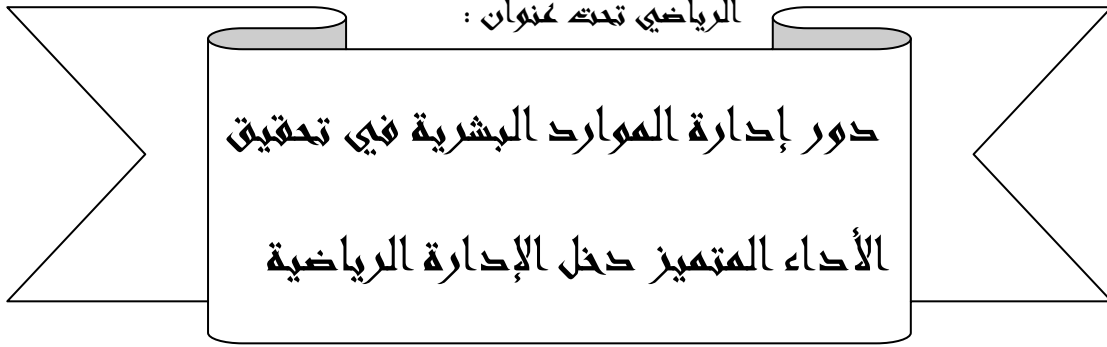 الرياضي تحت عنوان :
دور إدارة الموارد البشرية في تحقيق
الأداء المتميز دخل الإدارة الرياضية